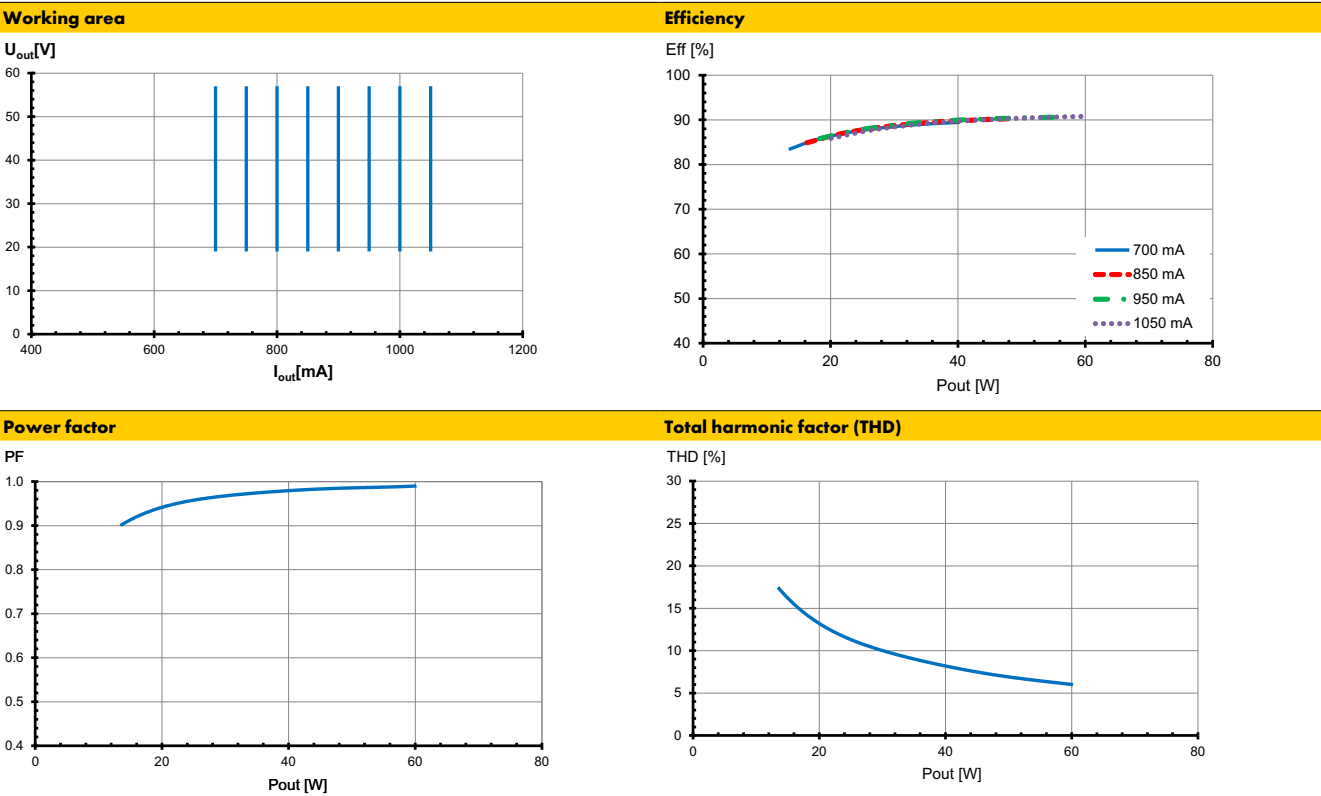 Working area
U_out[V]
60
50
40
30
20
10
0
400 600 800 1000 1200
I_out[mA]
Efficiency
Eff [%]
100
90
80
70
60
50
40
700 mA
850 mA
950 mA
1050 mA
0 20 40 60 80
Pout [W]
Power factor
PF
1.0
0.9
0.8
0.7
0.6
0.5
0.4
0 20 40 60 80
Pout [W]
Total harmonic factor (THD)
THD [%]
30
25
20
15
10
5
0
0 20 40 60 80
Pout [W]